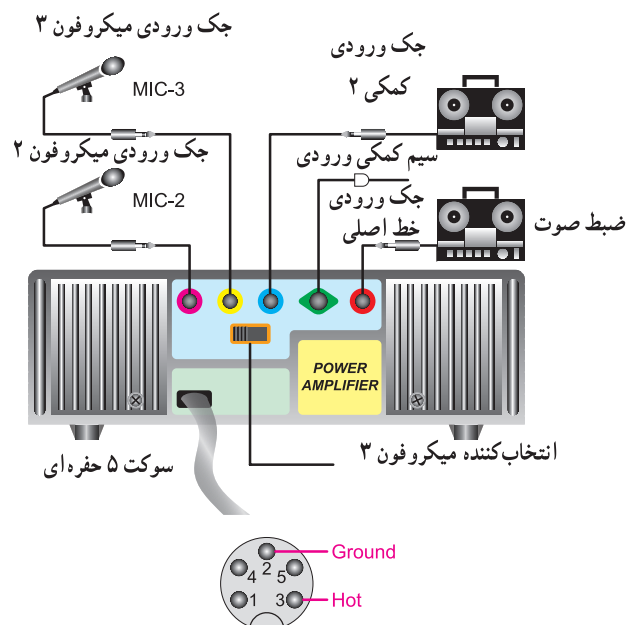 جک ورودی میکروفون ۳
MIC-3
جک ورودی
کمکی ۲
جک ورودی میکروفون ۲
MIC-2
سیم کمکی ورودی
جک ورودی
خط اصلی
ضبط صوت
POWER
AMPLIFIER
انتخاب‌کننده میکروفون ۳
سوکت ۵ حفره‌ای
Ground
4 2 5
1 3
Hot